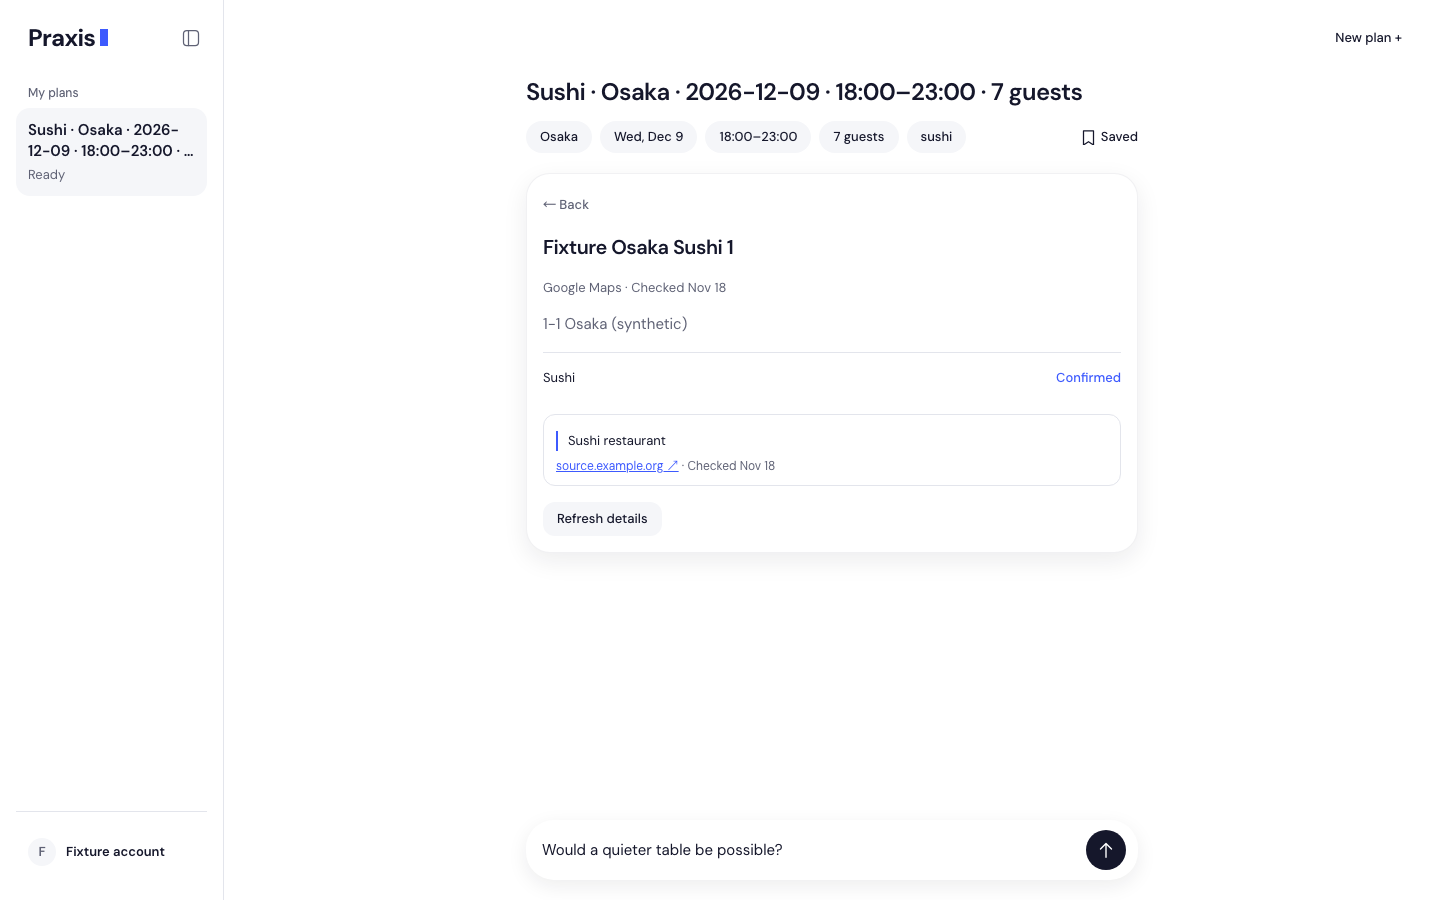 Praxis
New plan +
My plans
Sushi · Osaka · 2026-
12-09 · 18:00–23:00 · ...
Ready
Sushi · Osaka · 2026-12-09 · 18:00–23:00 · 7 guests
Osaka
Wed, Dec 9
18:00–23:00
7 guests
sushi
Saved
← Back
Fixture Osaka Sushi 1
Google Maps · Checked Nov 18
1-1 Osaka (synthetic)
Sushi
Confirmed
Sushi restaurant
source.example.org ↗ · Checked Nov 18
Refresh details
Would a quieter table be possible?
F
Fixture account